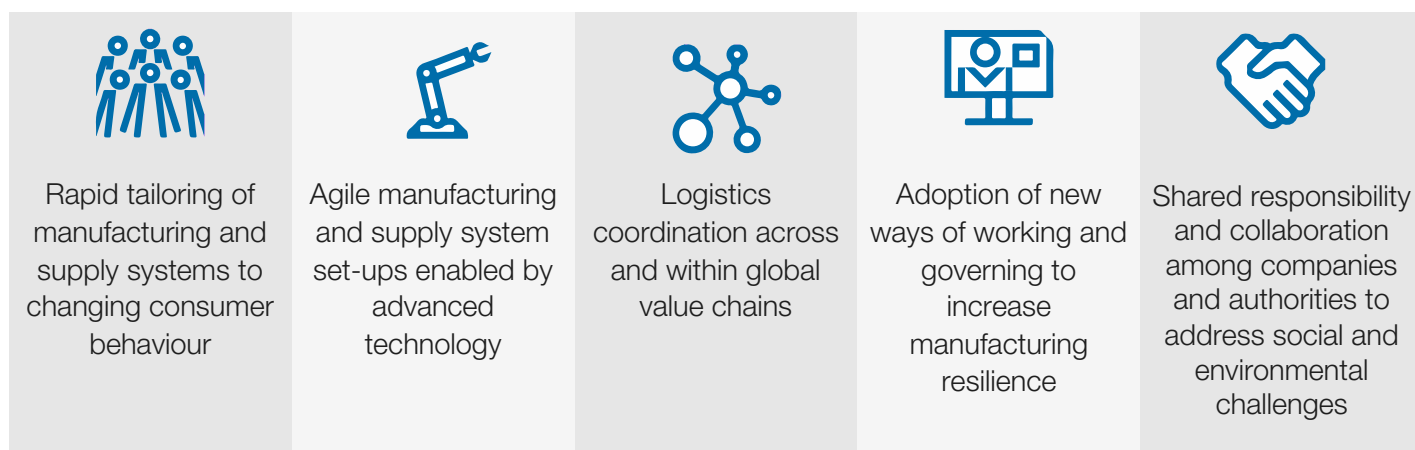 Rapid tailoring of
manufacturing and
supply systems to
changing consumer
behaviour
Agile manufacturing
and supply system
set-ups enabled by
advanced
technology
Logistics
coordination across
and within global
value chains
Adoption of new
ways of working and
governing to
increase
manufacturing
resilience
Shared responsibility
and collaboration
among companies
and authorities to
address social and
environmental
challenges